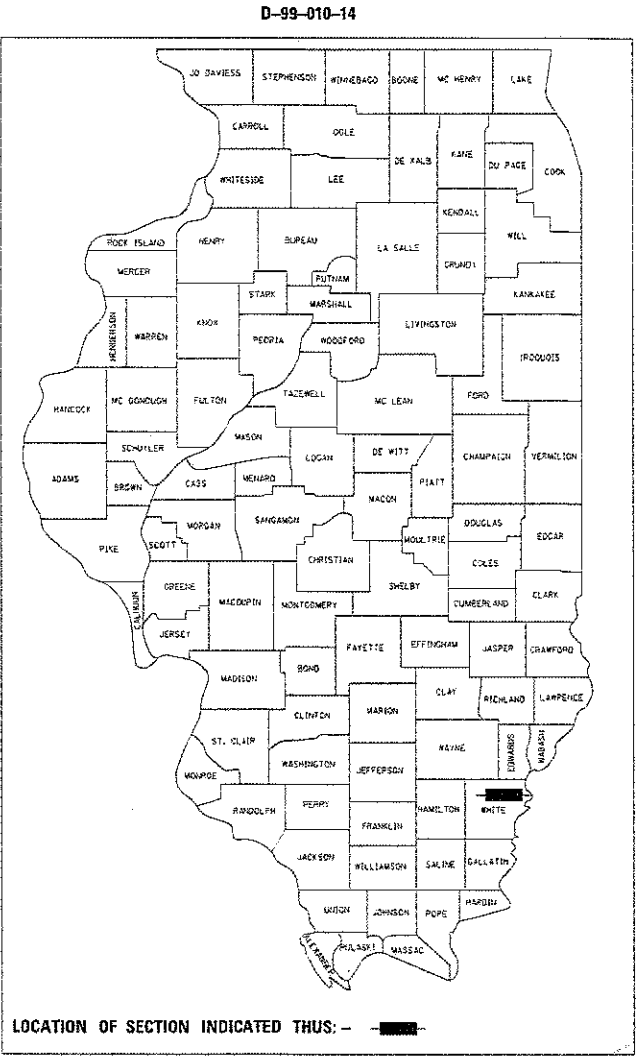 D-99-010-14
JO DAVIESS STEPHENSON WINNEBAGO BOONE MC HENRY LAKE
CARROLL OGLE
DE KALB KANE DU PAGE COOK
WHITESIDE LEE
KENDALL
ROCK ISLAND HENRY BUREAU LA SALLE WILL
GRUNDY
MERCER PUTNAM
STARK MARSHALL KANKAKEE
HENDERSON WARREN KNOX PEORIA WOODFORD LIVINGSTON
IROQUOIS
TAZEWELL FORD
HANCOCK MC DONOUGH FULTON MC LEAN
MASON
SCHUYLER LOGAN DE WITT CHAMPAIGN VERMILION
ADAMS BROWN CASS MENARD PIATT
MACON
MORGAN SANGAMON DOUGLAS
PIKE SCOTT MOULTRIE EDGAR
CHRISTIAN COLES
GREENE SHELBY
CALHOUN MACOUPIN MONTGOMERY CUMBERLAND CLARK
JERSEY
FAYETTE EFFINGHAM JASPER CRAWFORD
MADISON BOND
CLAY RICHLAND LAWRENCE
CLINTON MARION
ST. CLAIR WAYNE EDWARDS WABASH
WASHINGTON JEFFERSON
MONROE
RANDOLPH PERRY HAMILTON WHITE
FRANKLIN
JACKSON WILLIAMSON SALINE GALLATIN
UNION JOHNSON POPE HARDIN
ALEXANDER PULASKI MASSAC
LOCATION OF SECTION INDICATED THUS: -